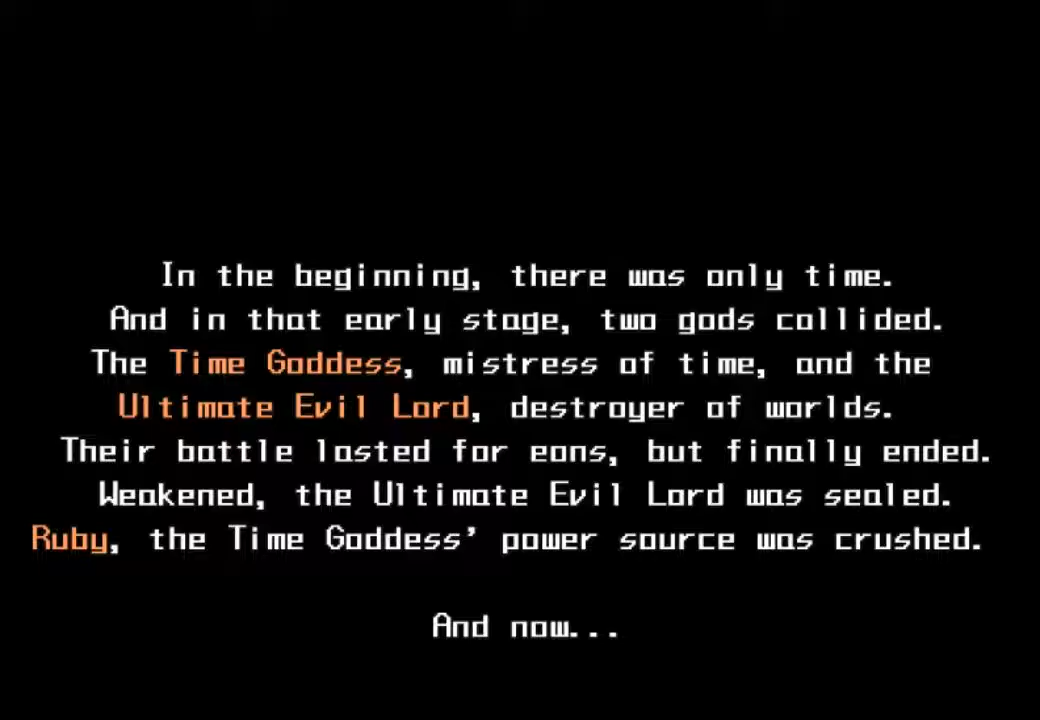 In the beginning, there was only time.
And in that early stage, two gods collided.
The Time Goddess, mistress of time, and the
Ultimate Evil Lord, destroyer of worlds.
Their battle lasted for eons, but finally ended.
Weakened, the Ultimate Evil Lord was sealed.
Ruby, the Time Goddess’ power source was crushed.
And now...